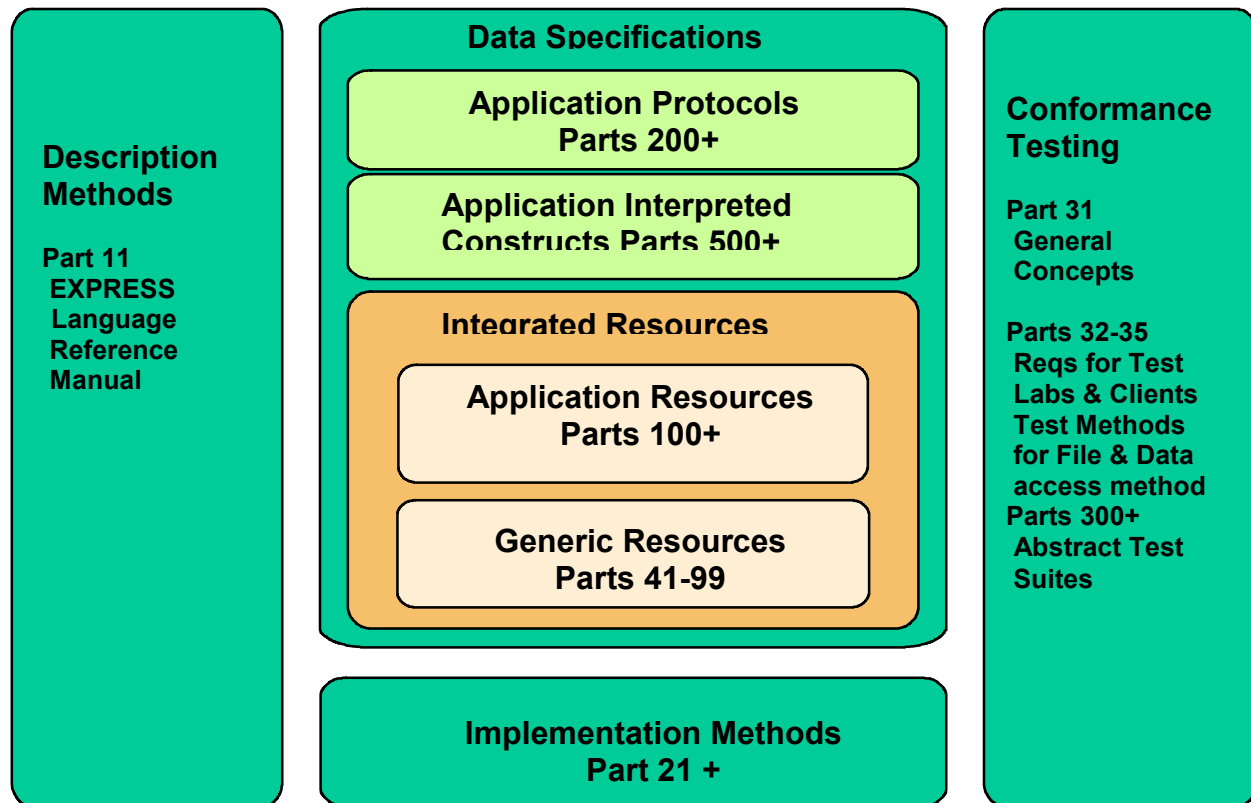 Description
Methods
Part 11
EXPRESS
Language
Reference
Manual
Data Specifications
Application Protocols
Parts 200+
Application Interpreted
Constructs Parts 500+
Integrated Resources
Application Resources
Parts 100+
Generic Resources
Parts 41-99
Implementation Methods
Part 21 +
Conformance
Testing
Part 31
General
Concepts
Parts 32-35
Reqs for Test
Labs & Clients
Test Methods
for File & Data
access method
Parts 300+
Abstract Test
Suites